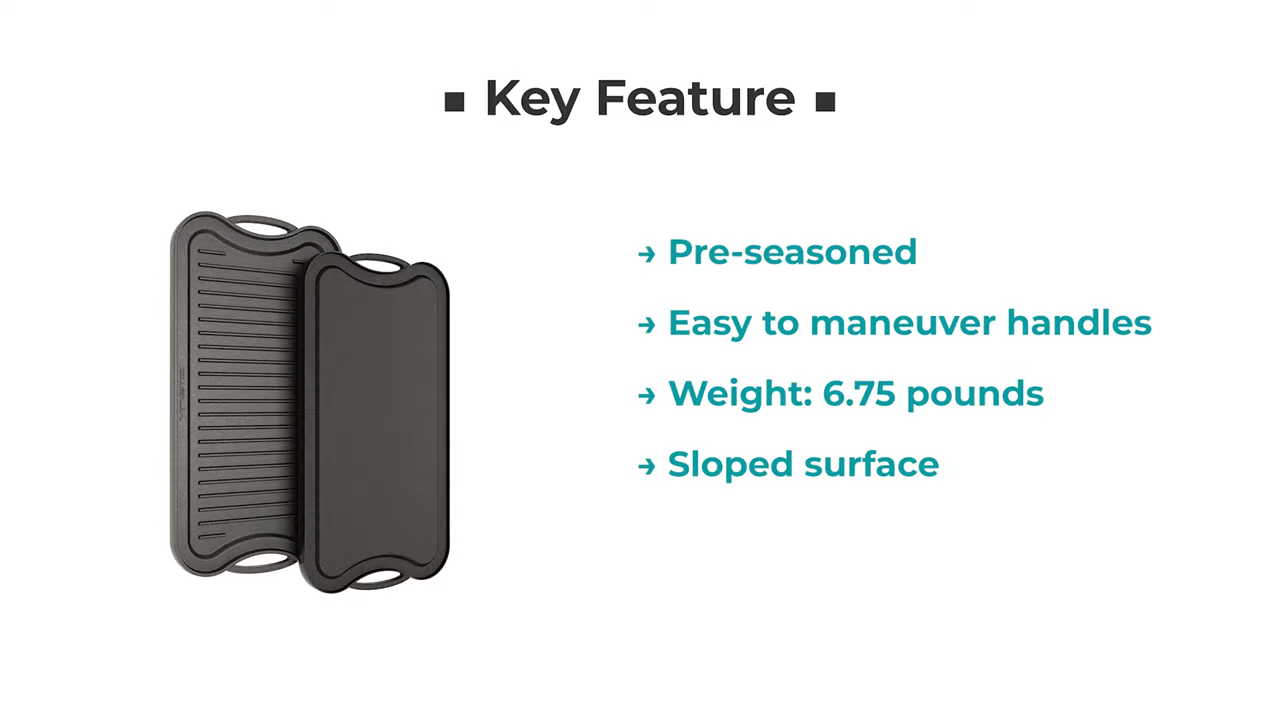 ▪ Key Feature ▪
→ Pre-seasoned
→ Easy to maneuver handles
→ Weight: 6.75 pounds
→ Sloped surface